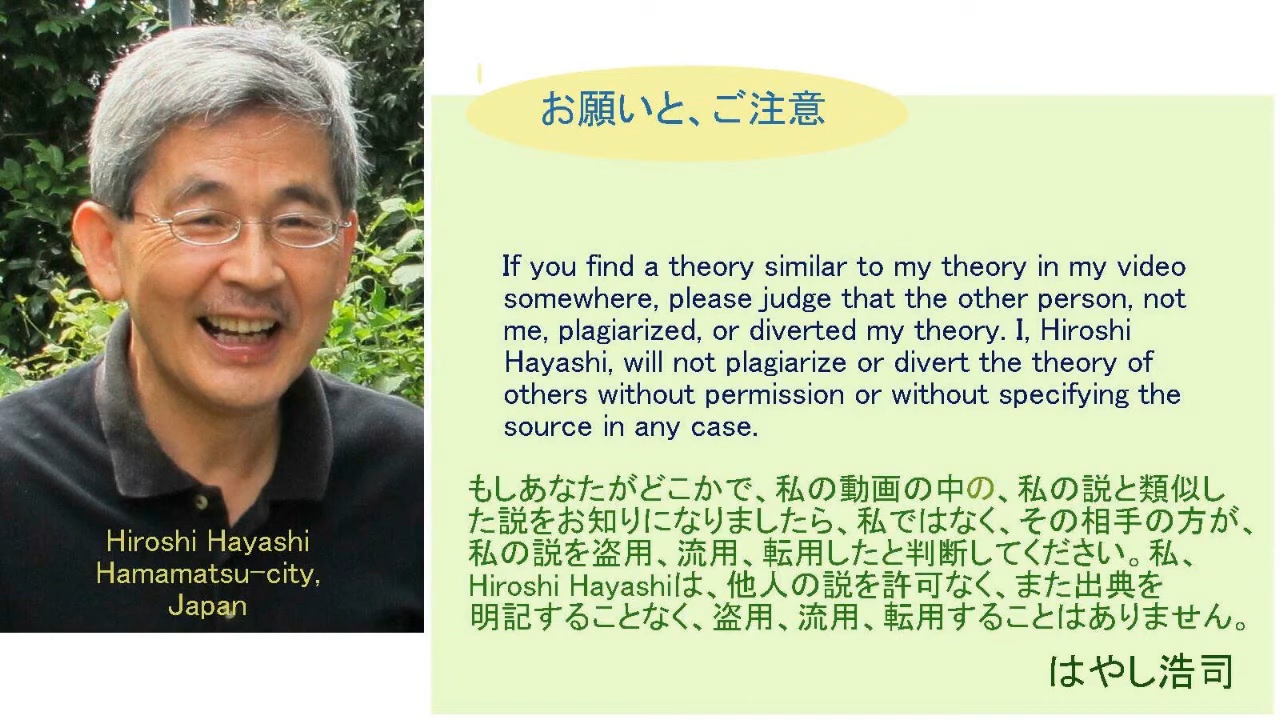 お願いと、ご注意
If you find a theory similar to my theory in my video
somewhere, please judge that the other person, not
me, plagiarized, or diverted my theory. I, Hiroshi
Hayashi, will not plagiarize or divert the theory of
others without permission or without specifying the
source in any case.
もしあなたがどこかで、私の動画の中の、私の説と類似し
た説をお知りになりましたら、私ではなく、その相手の方が、
私の説を盗用、流用、転用したと判断してください。私、
Hiroshi Hayashiは、他人の説を許可なく、また出典を
明記することなく、盗用、流用、転用することはありません。
はやし浩司
Hiroshi Hayashi
Hamamatsu-city,
Japan